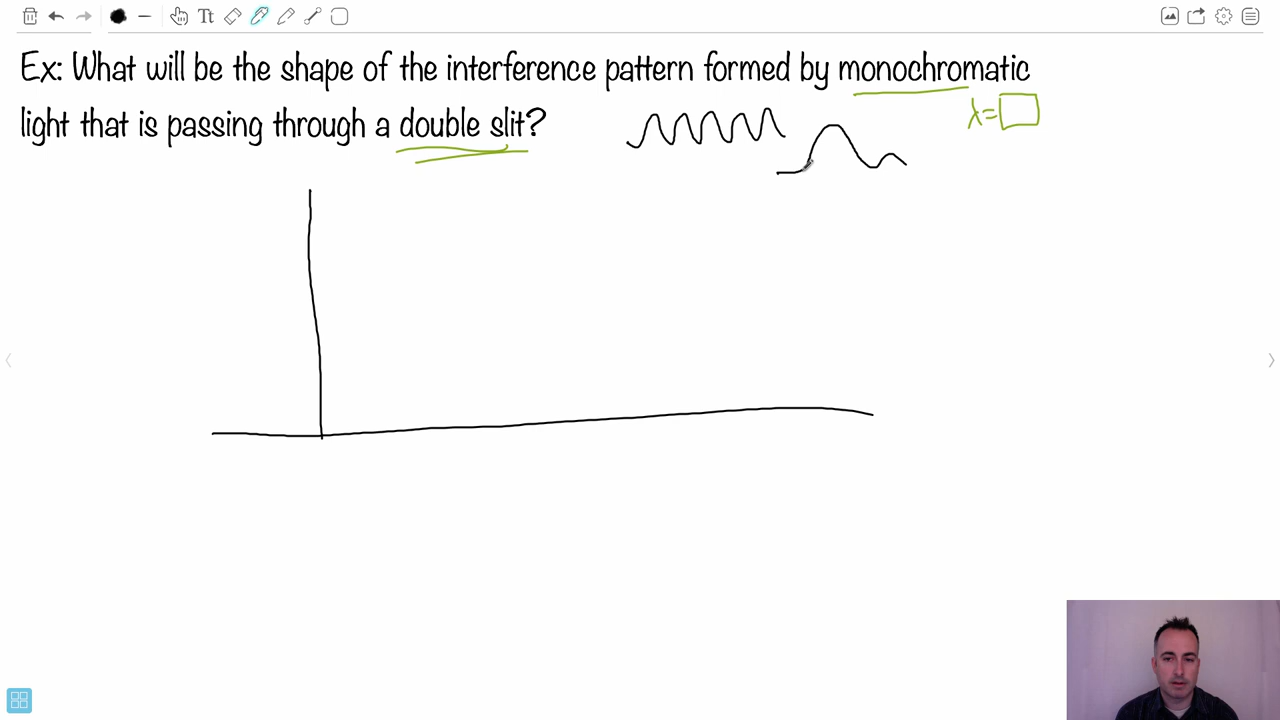 Tt
Ex: What will be the shape of the interference pattern formed by monochromatic
light that is passing through a double slit?
λ=